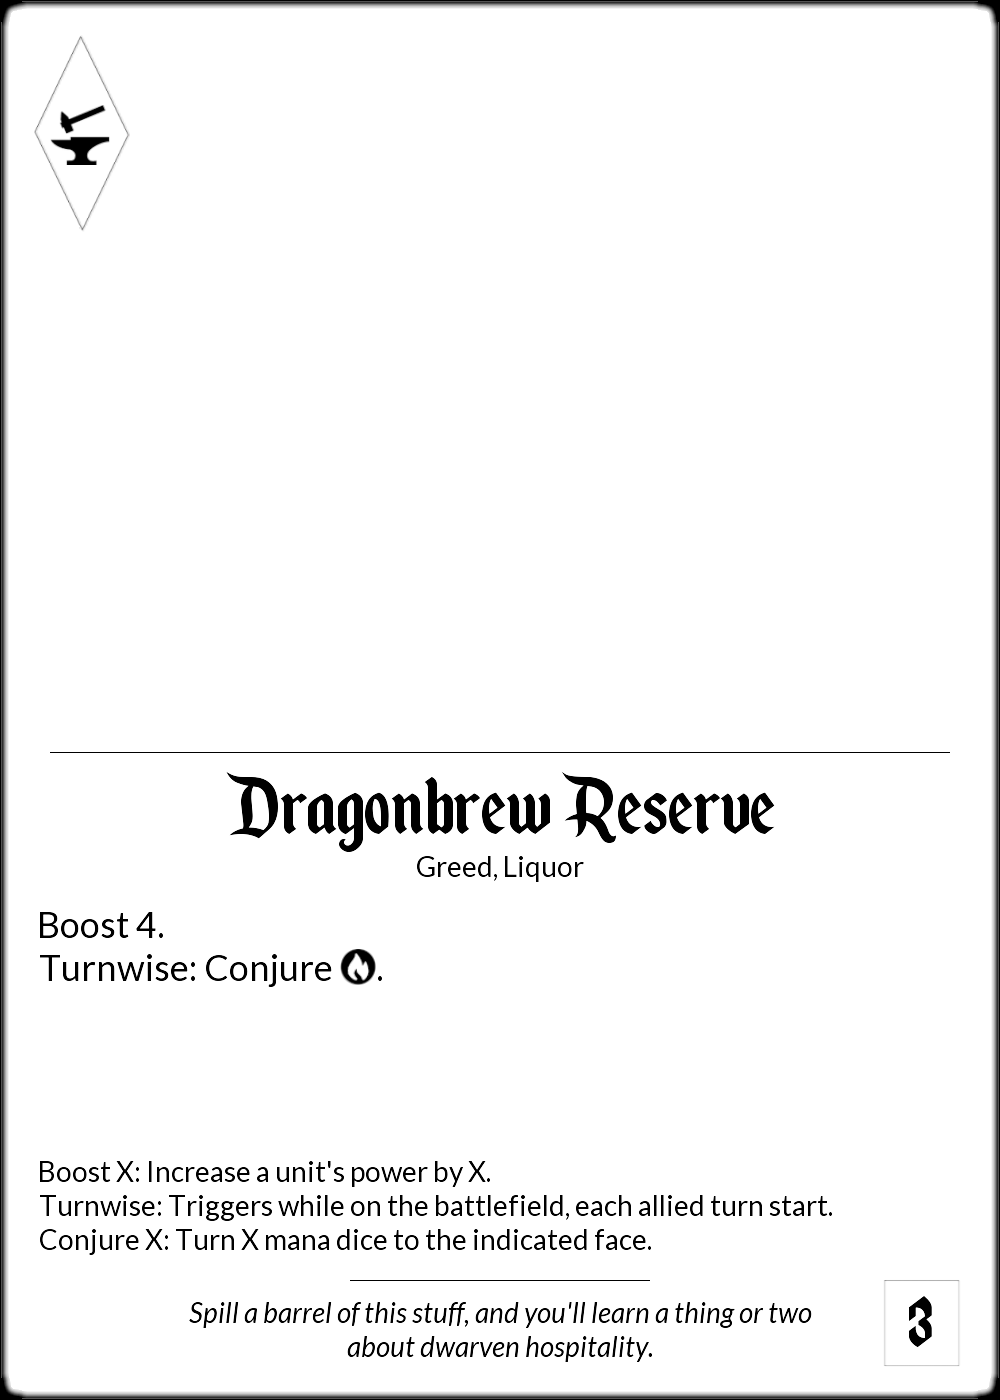 Dragonbrew Reserve
Greed, Liquor
Boost 4.
Turnwise: Conjure .
Boost X: Increase a unit's power by X.
Turnwise: Triggers while on the battlefield, each allied turn start.
Conjure X: Turn X mana dice to the indicated face.
Spill a barrel of this stuff, and you'll learn a thing or two
about dwarven hospitality.
3